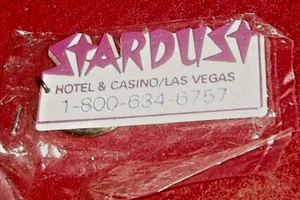 STARDUST
HOTEL & CASINO/LAS VEGAS
1-800-634-6757